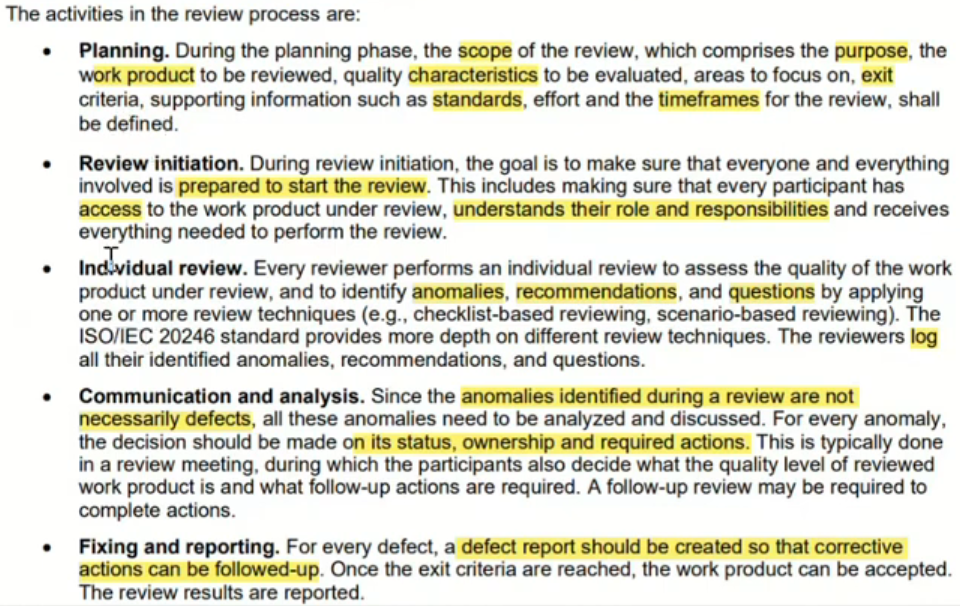 The activities in the review process are:
• Planning. During the planning phase, the scope of the review, which comprises the purpose, the
work product to be reviewed, quality characteristics to be evaluated, areas to focus on, exit
criteria, supporting information such as standards, effort and the timeframes for the review, shall
be defined.
• Review initiation. During review initiation, the goal is to make sure that everyone and everything
involved is prepared to start the review. This includes making sure that every participant has
access to the work product under review, understands their role and responsibilities and receives
everything needed to perform the review.
• Individual review. Every reviewer performs an individual review to assess the quality of the work
product under review, and to identify anomalies, recommendations, and questions by applying
one or more review techniques (e.g., checklist-based reviewing, scenario-based reviewing). The
ISO/IEC 20246 standard provides more depth on different review techniques. The reviewers log
all their identified anomalies, recommendations, and questions.
• Communication and analysis. Since the anomalies identified during a review are not
necessarily defects, all these anomalies need to be analyzed and discussed. For every anomaly,
the decision should be made on its status, ownership and required actions. This is typically done
in a review meeting, during which the participants also decide what the quality level of reviewed
work product is and what follow-up actions are required. A follow-up review may be required to
complete actions.
• Fixing and reporting. For every defect, a defect report should be created so that corrective
actions can be followed-up. Once the exit criteria are reached, the work product can be accepted.
The review results are reported.